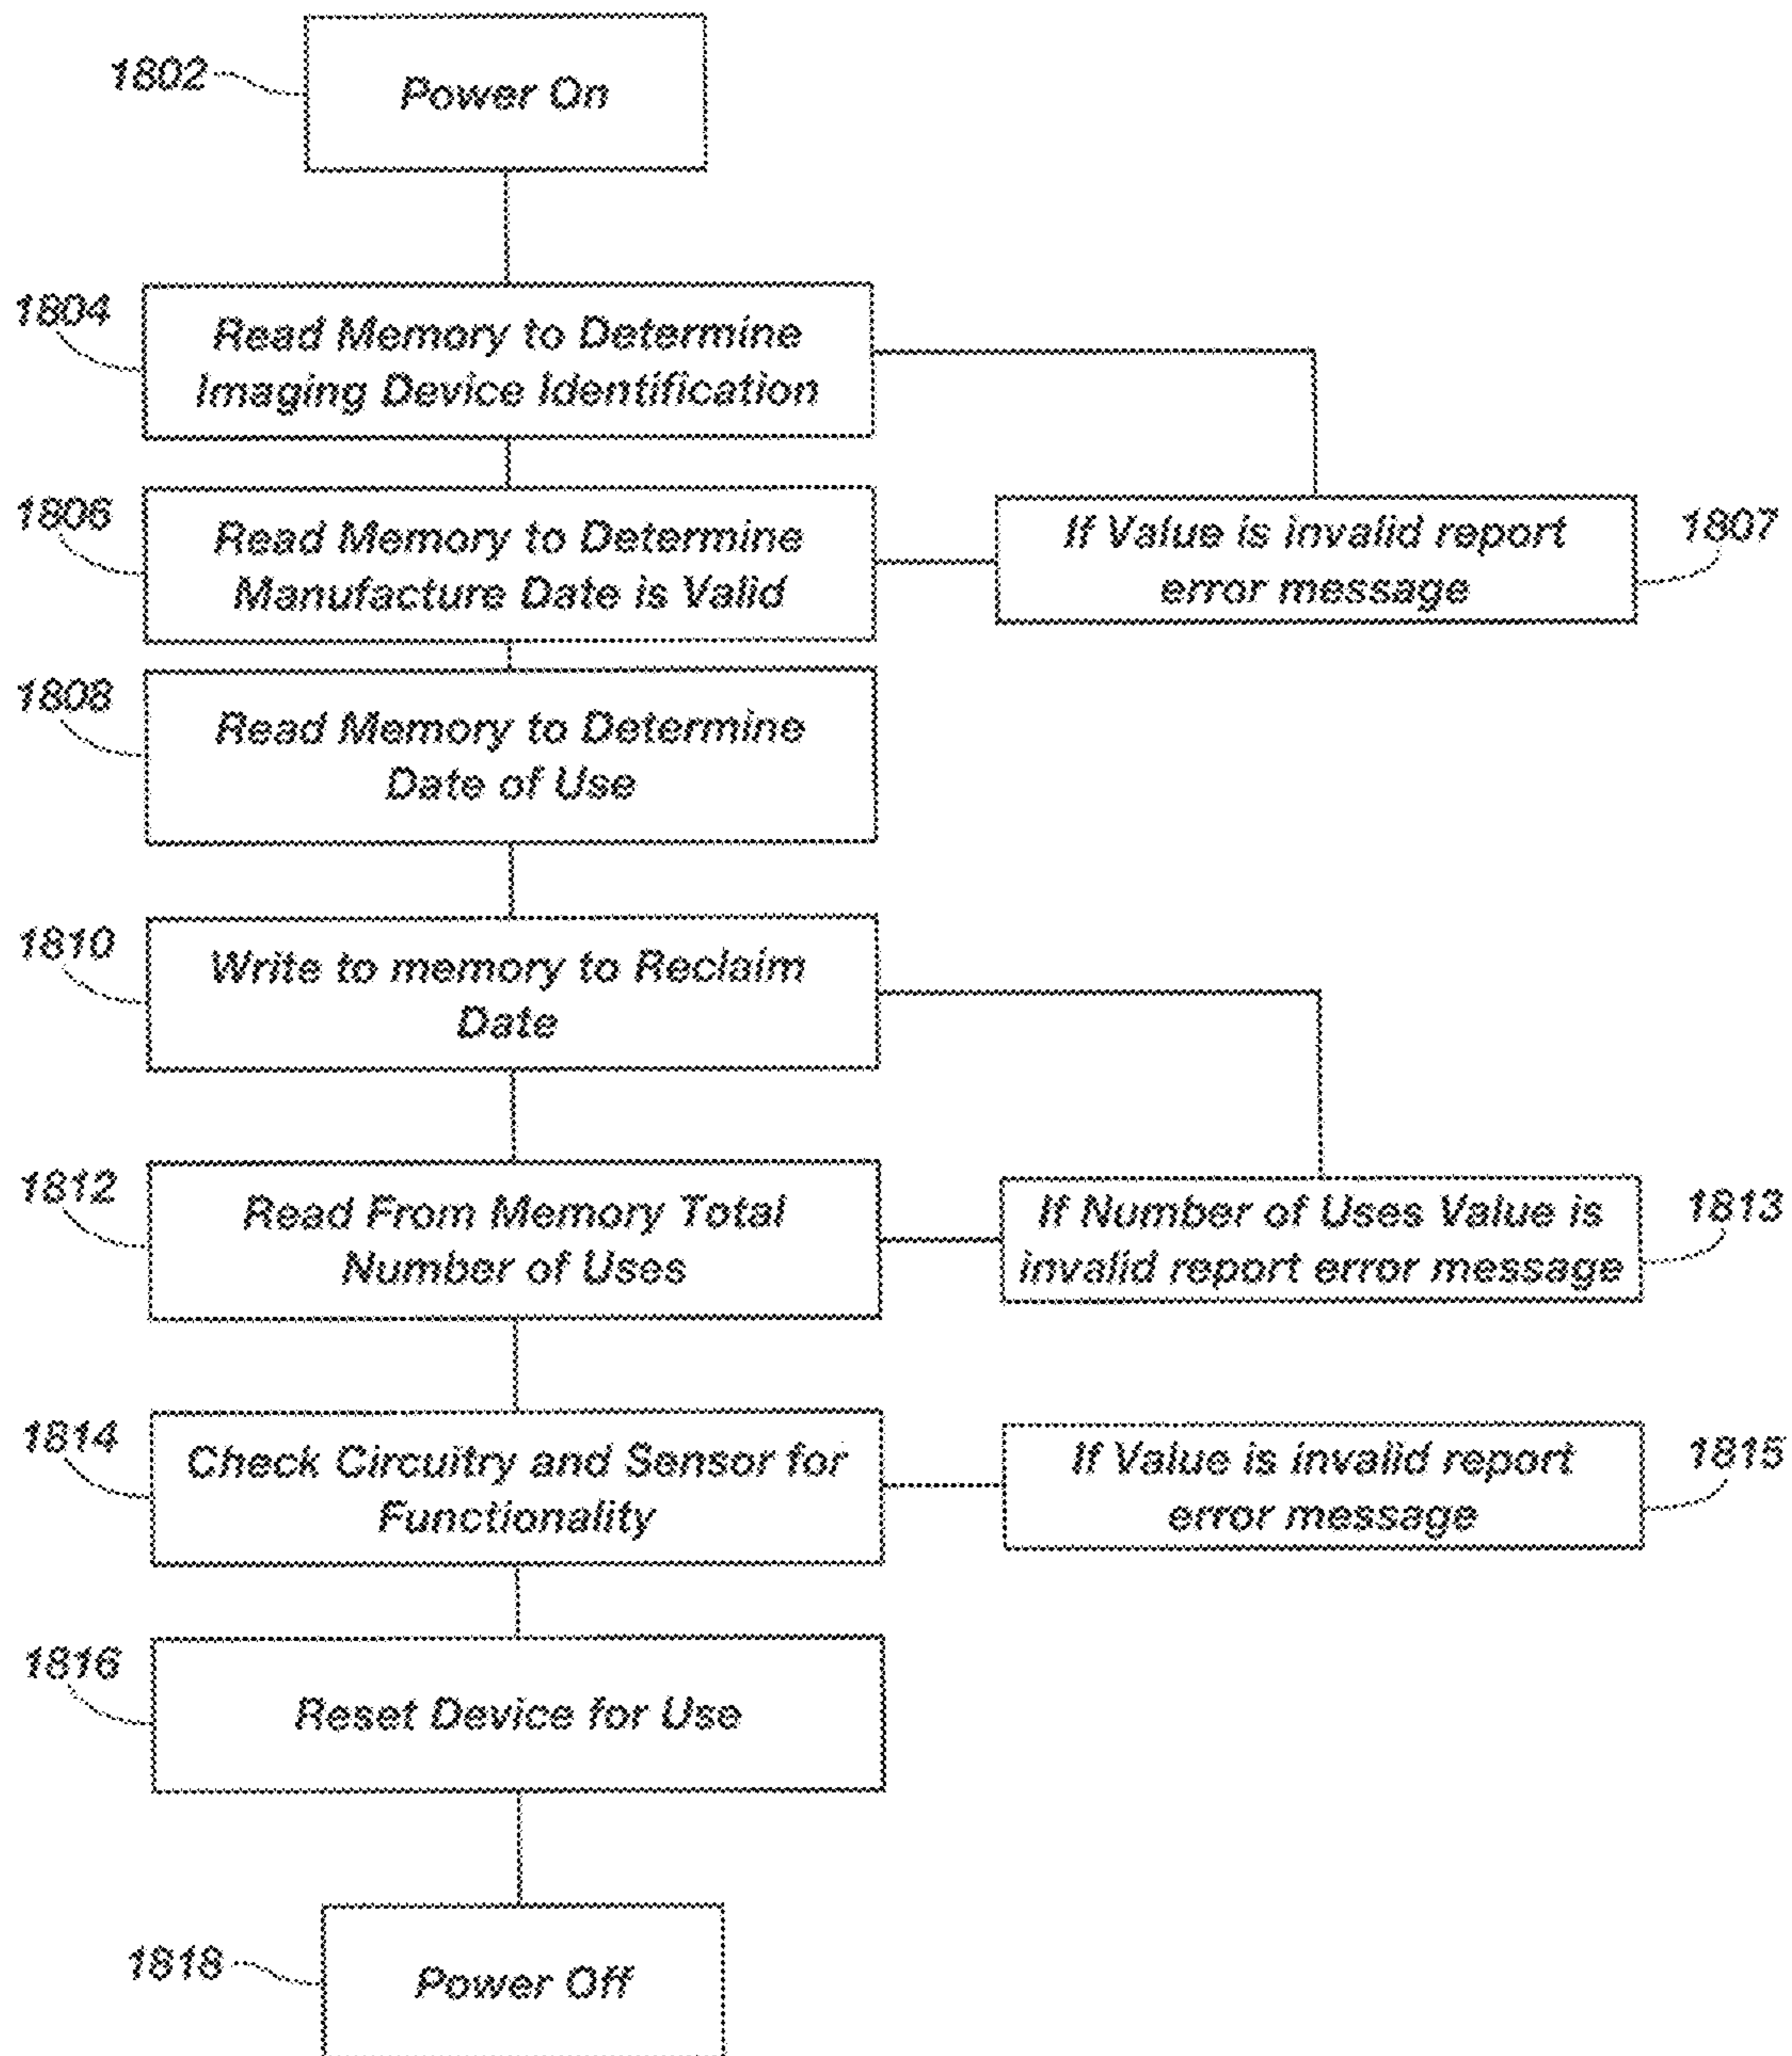 1802
Power On
1804
Read Memory to Determine
Imaging Device Identification
1806
Read Memory to Determine
Manufacture Date is Valid
If Value is invalid report
error message
1807
1808
Read Memory to Determine
Date of Use
1810
Write to memory to Reclaim
Date
1812
Read From Memory Total
Number of Uses
If Number of Uses Value is
invalid report error message
1813
1814
Check Circuitry and Sensor for
Functionality
If Value is invalid report
error message
1815
1816
Reset Device for Use
1818
Power Off